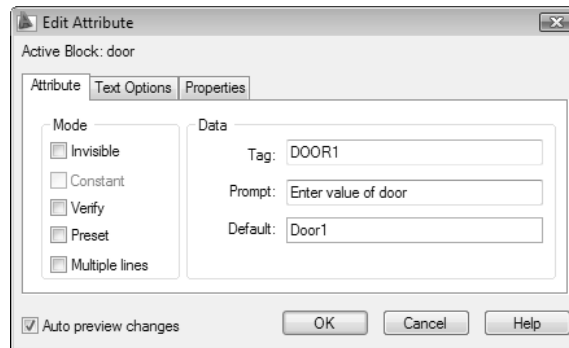 Edit Attribute
Active Block: door
Attribute Text Options Properties
Mode
Invisible
Constant
Verify
Preset
Multiple lines
Data
Tag: DOOR1
Prompt: Enter value of door
Default: Door1
Auto preview changes
OK Cancel Help